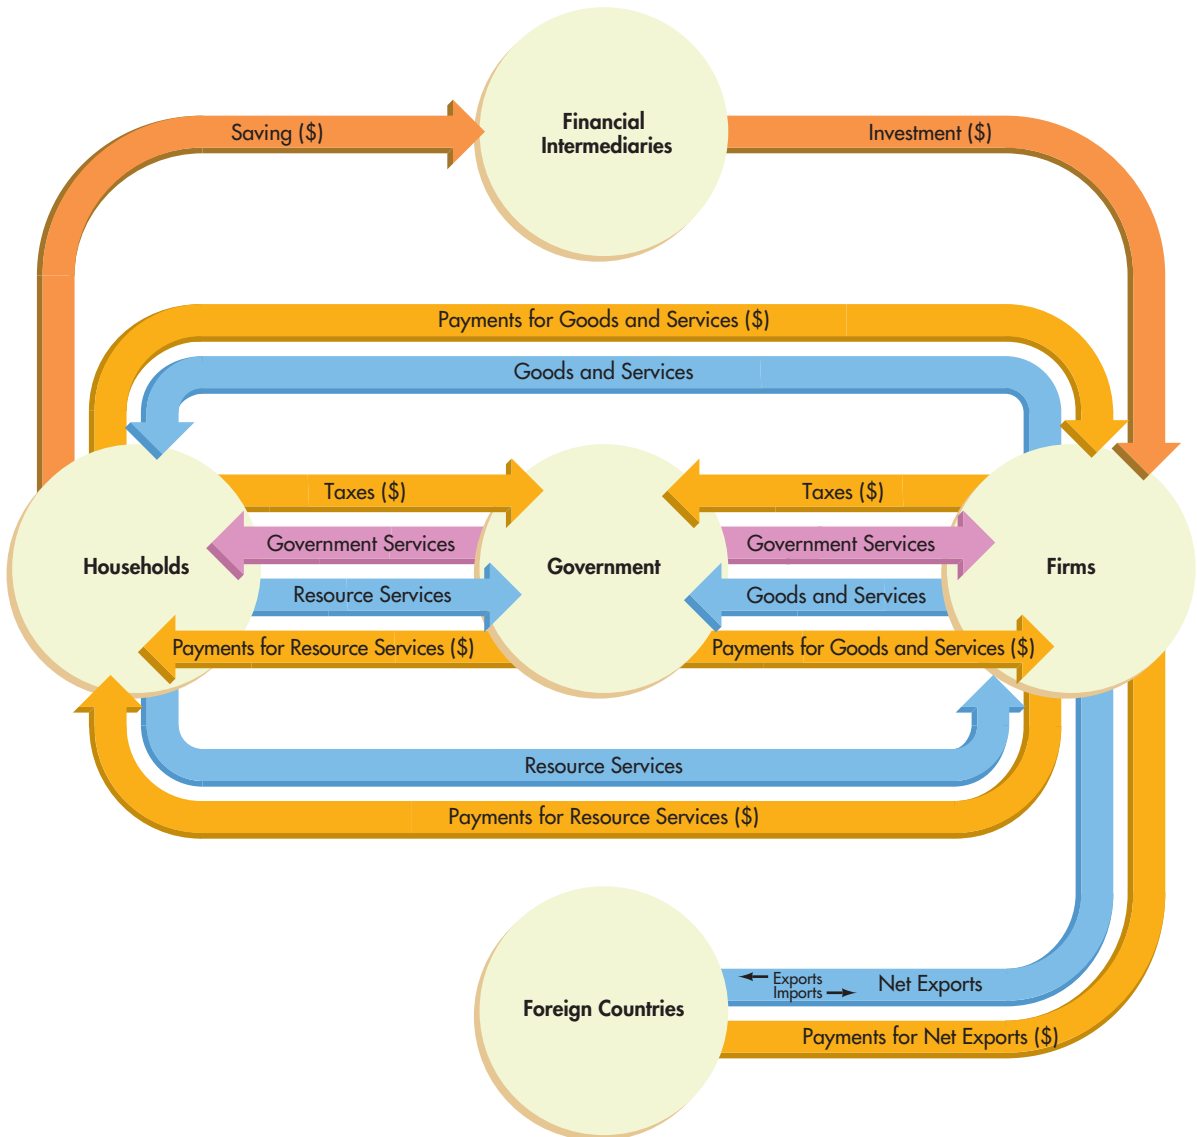 Financial
Intermediaries
Saving ($)
Investment ($)
Payments for Goods and Services ($)
Goods and Services
Taxes ($)
Taxes ($)
Government Services
Government Services
Households
Government
Firms
Resource Services
Goods and Services
Payments for Resource Services ($)
Payments for Goods and Services ($)
Resource Services
Payments for Resource Services ($)
Exports
Imports
Net Exports
Foreign Countries
Payments for Net Exports ($)